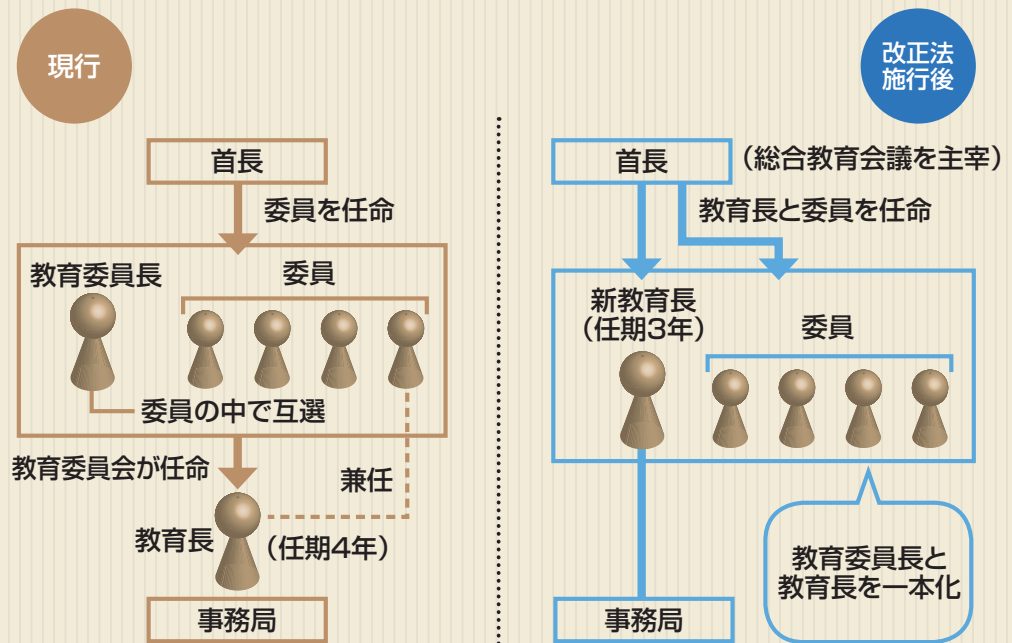 現行
首長
委員を任命
教育委員長
委員
委員の中で互選
教育委員会が任命
兼任
教育長
（任期4年）
事務局
改正法
施行後
首長
（総合教育会議を主宰）
教育長と委員を任命
新教育長
（任期3年）
委員
教育委員長と
教育長を一本化
事務局